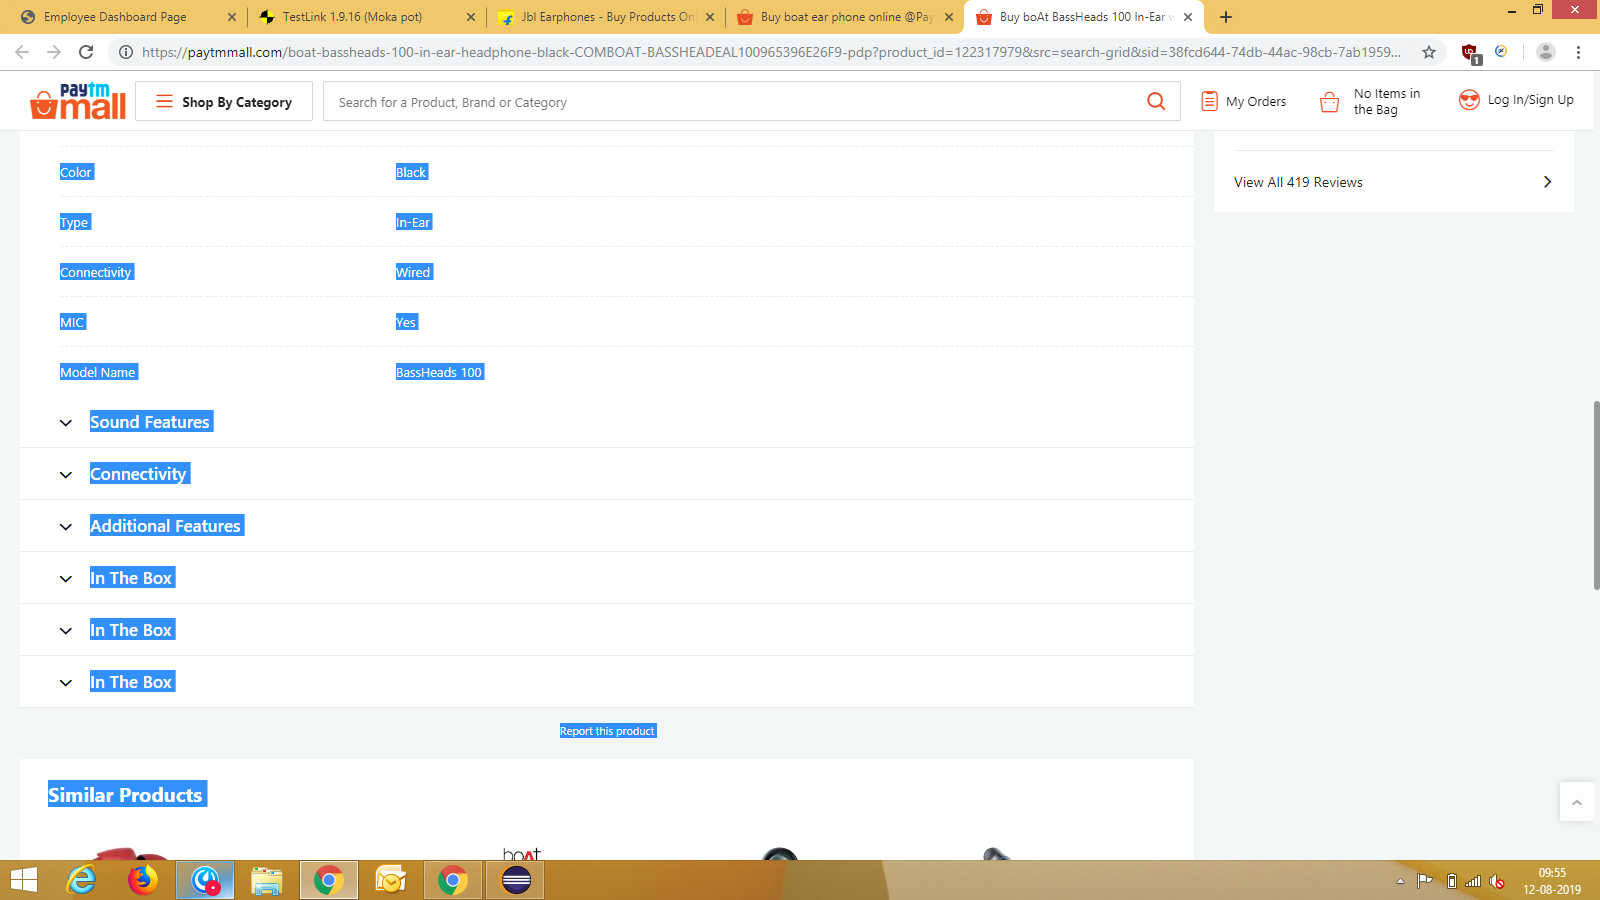 Employee Dashboard Page
TestLink 1.9.16 (Moka pot)
Jbl Earphones - Buy Products Onl
Buy boat ear phone online @Pay
Buy boAt BassHeads 100 In-Ear w
https://paytmmall.com/boat-bassheads-100-in-ear-headphone-black-COMBOAT-BASSHEADEAL100965396E26F9-pdp?product_id=122317979&src=search-grid&sid=38fcd644-74db-44ac-98cb-7ab1959...
1
paytm
mall
Shop By Category
Search for a Product, Brand or Category
My Orders
No Items in
the Bag
Log In/Sign Up
Color
Black
Type
In-Ear
Connectivity
Wired
MIC
Yes
Model Name
BassHeads 100
View All 419 Reviews
Sound Features
Connectivity
Additional Features
In The Box
In The Box
In The Box
Report this product
Similar Products
boAt
09:55
12-08-2019